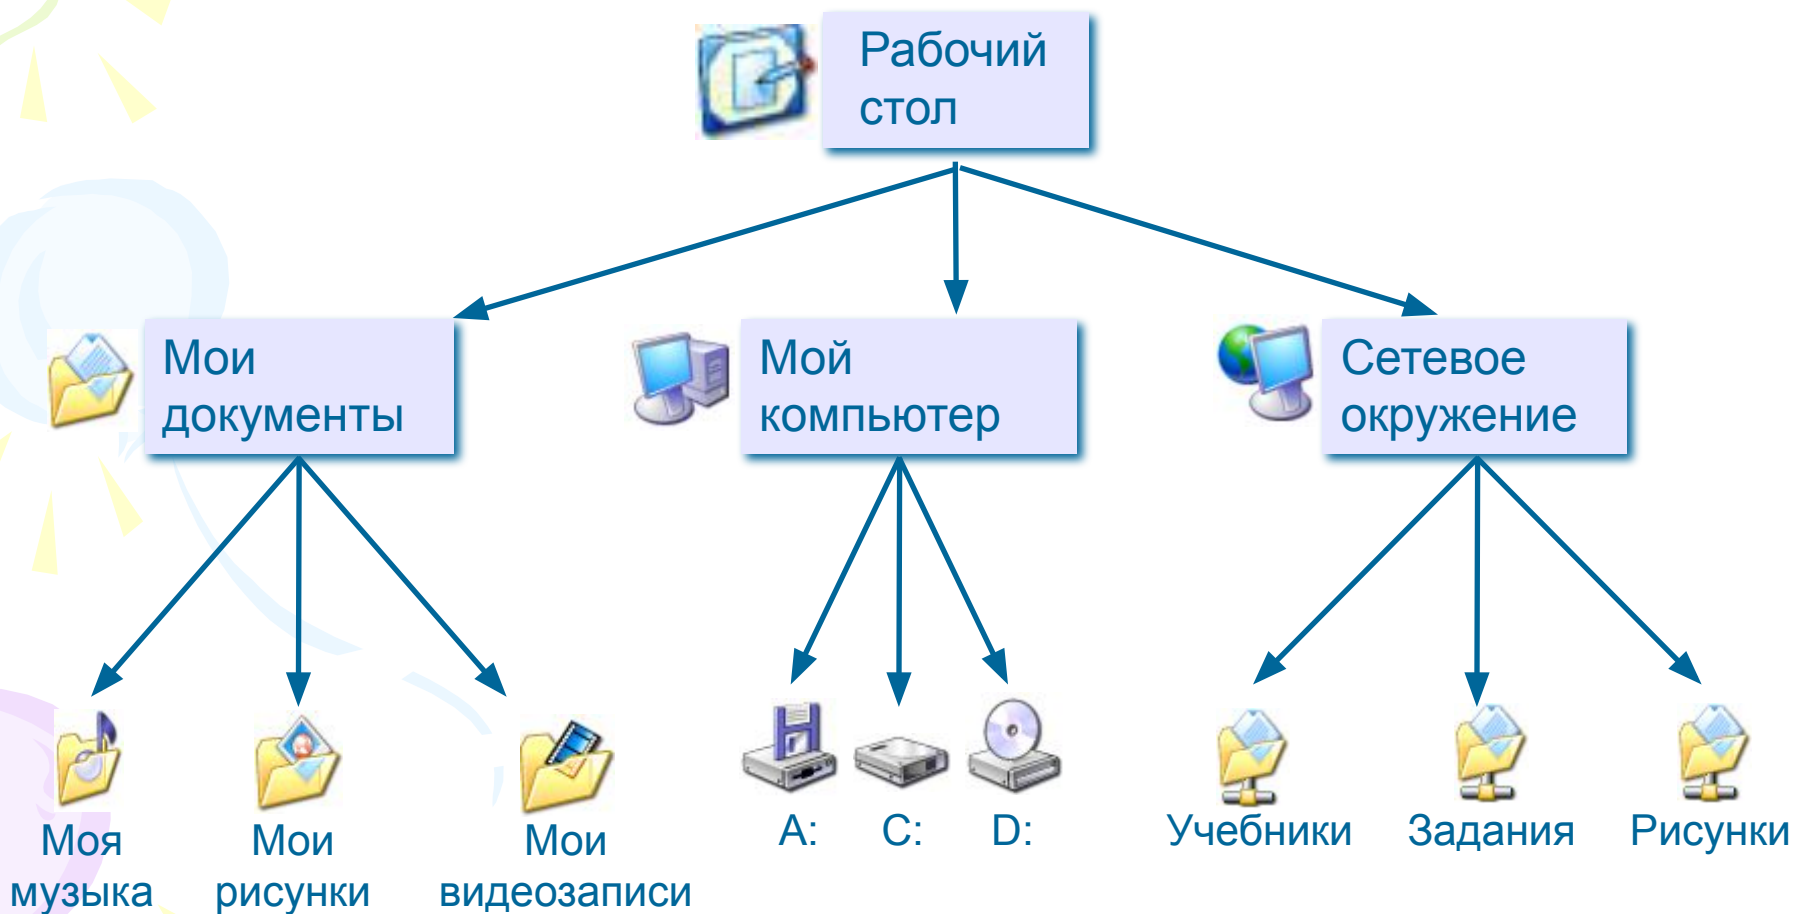 Рабочий
стол
Мои
документы
Мой
компьютер
Сетевое
окружение
Моя
музыка
Мои
рисунки
Мои
видеозаписи
A:
C:
D:
Учебники
Задания
Рисунки